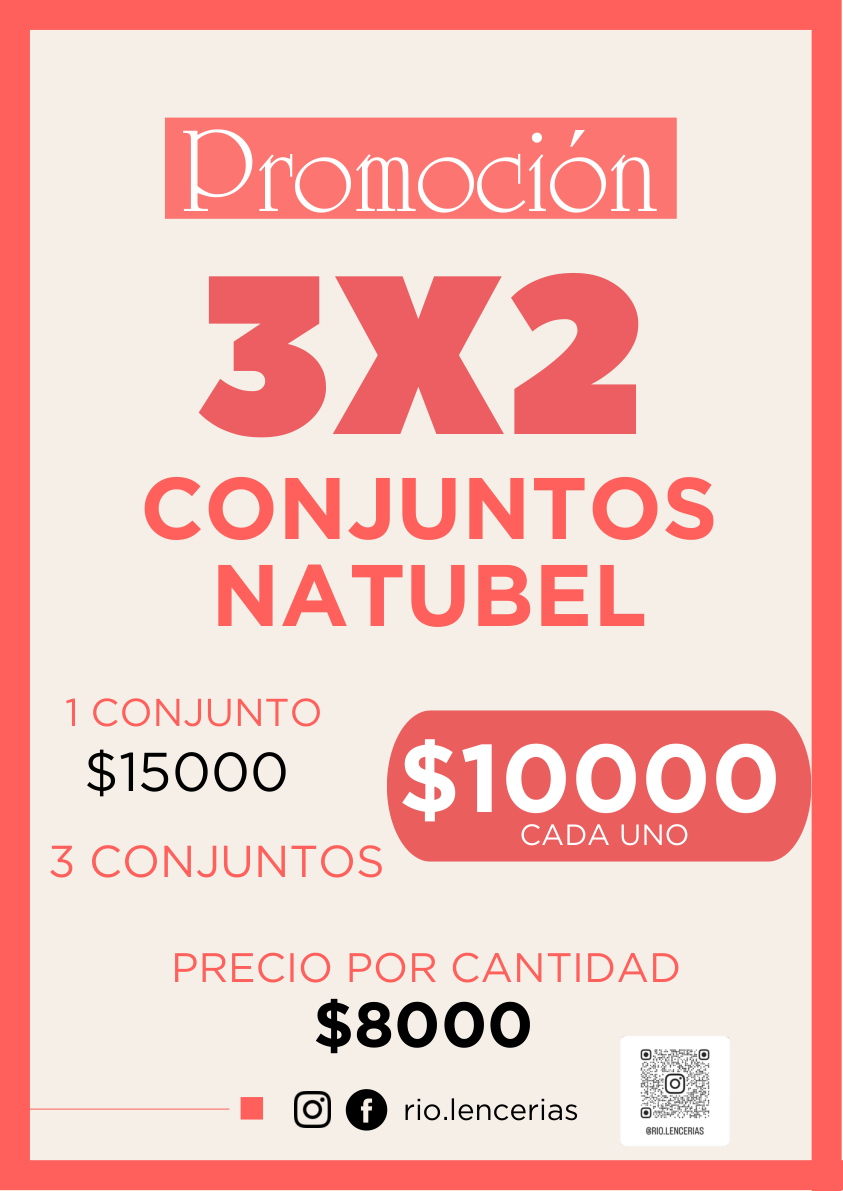 Promoción
3X2
CONJUNTOS
NATUBEL
1 CONJUNTO
$15000
$10000
CADA UNO
3 CONJUNTOS
PRECIO POR CANTIDAD
$8000
rio.lencerias
@RIO.LENCERIAS